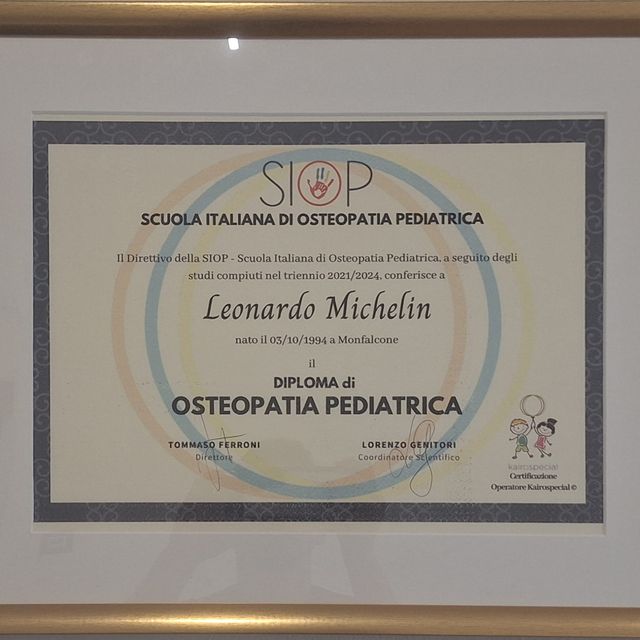 SIOP
SCUOLA ITALIANA DI OSTEOPATIA PEDIATRICA
Il Direttivo della SIOP - Scuola Italiana di Osteopatia Pediatrica, a seguito degli
studi compiuti nel triennio 2021/2024, conferisce a
Leonardo Michelin
nato il 03/10/1994 a Monfalcone
il
DIPLOMA di
OSTEOPATIA PEDIATRICA
TOMMASO FERRONI
Direttore
LORENZO GENITORI
Coordinatore Scientifico
kairospecial
Certificazione
Operatore Kairospecial ©